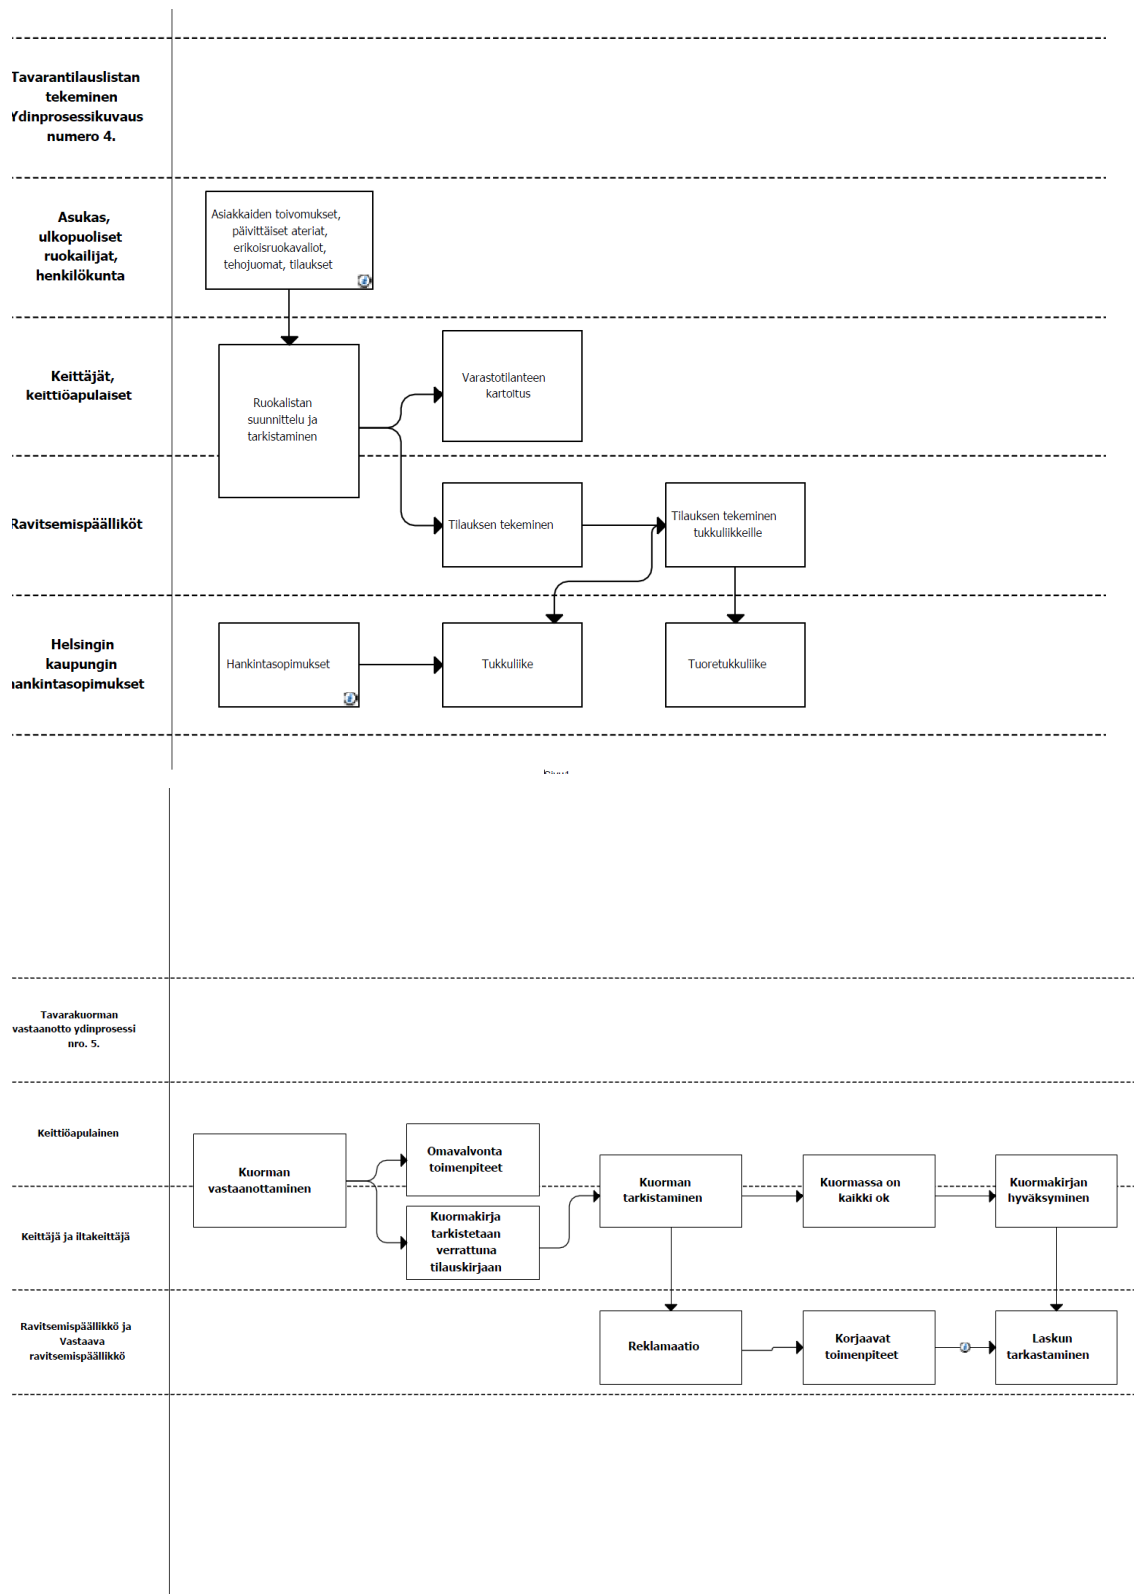 Tavarantilauslistan
tekeminen
Ydinprosessikuvaus
numero 4.
Asukas,
ulkopuoliset
ruokailijat,
henkilökunta
Asiakkaiden toivomukset,
päivittäiset ateriat,
erikoisruokavaliot,
tehojuomat, tilaukset
Keittäjät,
keittiöapulaiset
Ruokalistan
suunnittelu ja
tarkistaminen
Varastotilanteen
kartoitus
Ravitsemispäälliköt
Tilauksen tekeminen
Tilauksen tekeminen
tukkuliikkeille
Helsingin
kaupungin
hankintasopimukset
Hankintasopimukset
Tukkuliike
Tuoretukkuliike
Tavarakuorman
vastaanotto ydinprosessi
nro. 5.
Keittiöapulainen
Kuorman
vastaanottaminen
Omavalvonta
toimenpiteet
Kuorman
tarkistaminen
Kuormassa on
kaikki ok
Kuormakirjan
hyväksyminen
Keittäjä ja iltakeittäjä
Kuormakirja
tarkistetaan
verrattuna
tilauskirjaan
Ravitsemispäällikkö ja
Vastaava
ravitsemispäällikkö
Reklamaatio
Korjaavat
toimenpiteet
Laskun
tarkastaminen